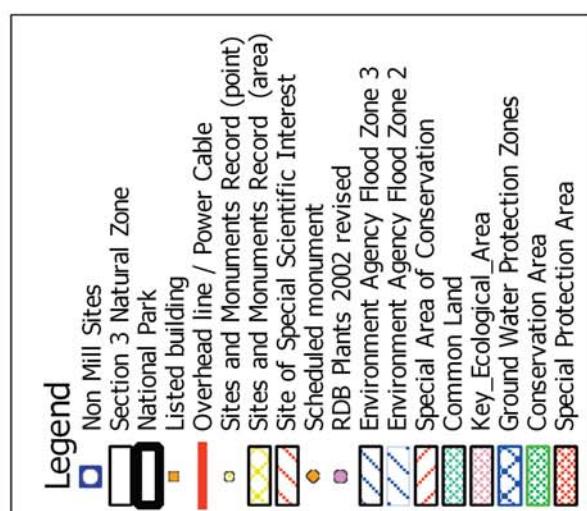 Legend
Non Mill Sites
Section 3 Natural Zone
National Park
Listed building
Overhead line / Power Cable
Sites and Monuments Record (point)
Sites and Monuments Record (area)
Site of Special Scientific Interest
Scheduled monument
RDB Plants 2002 revised
Environment Agency Flood Zone 3
Environment Agency Flood Zone 2
Special Area of Conservation
Common Land
Key_Ecological_Area
Ground Water Protection Zones
Conservation Area
Special Protection Area